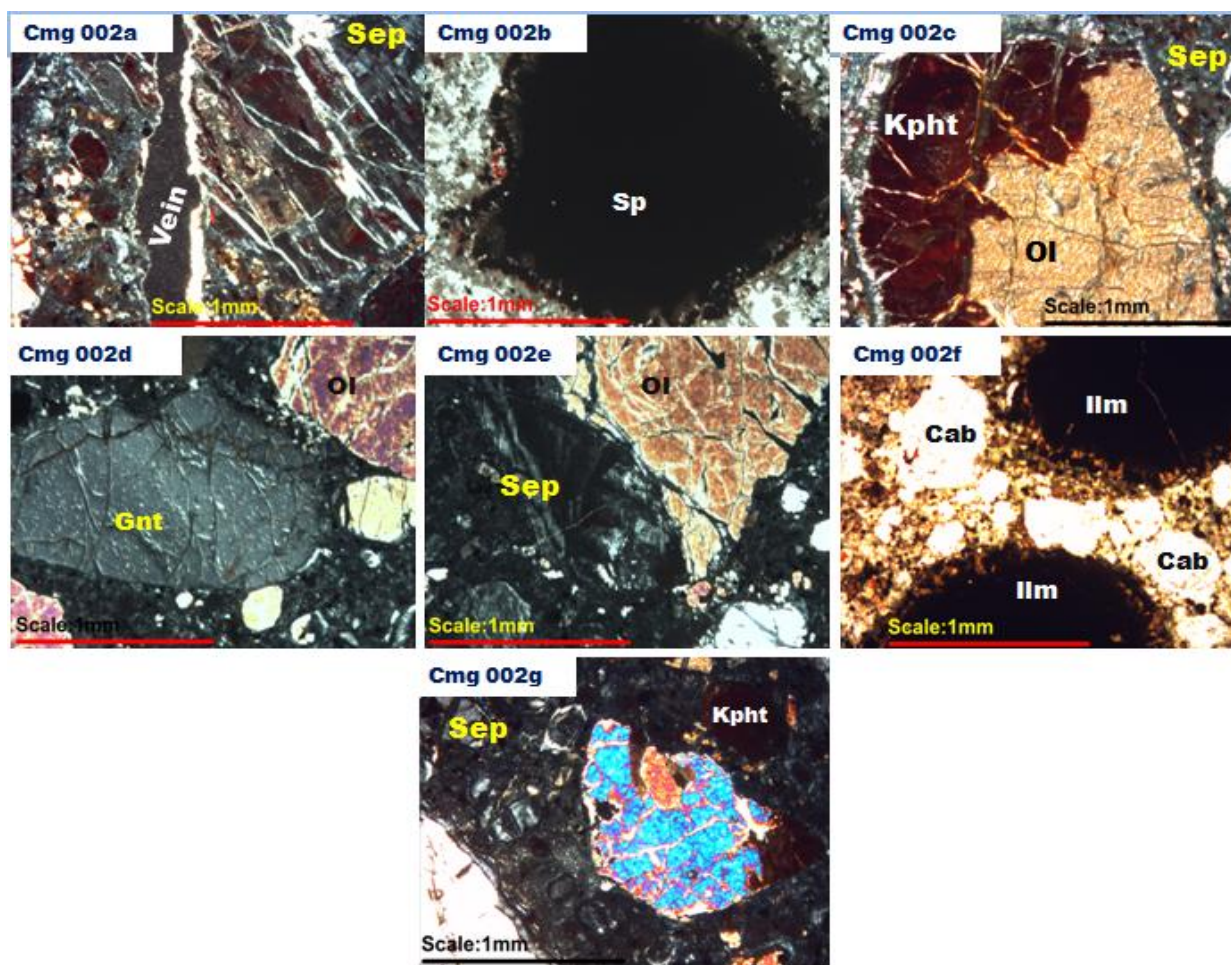 Cmg 002a
Sep
Vein
Scale:1mm
Cmg 002b
Sp
Scale:1mm
Cmg 002c
Sep
Kpht
Ol
Scale:1mm
Cmg 002d
Ol
Gnt
Scale:1mm
Cmg 002e
Ol
Sep
Scale:1mm
Cmg 002f
Ilm
Cab
Cab
Ilm
Scale:1mm
Cmg 002g
Kpht
Sep
Scale:1mm